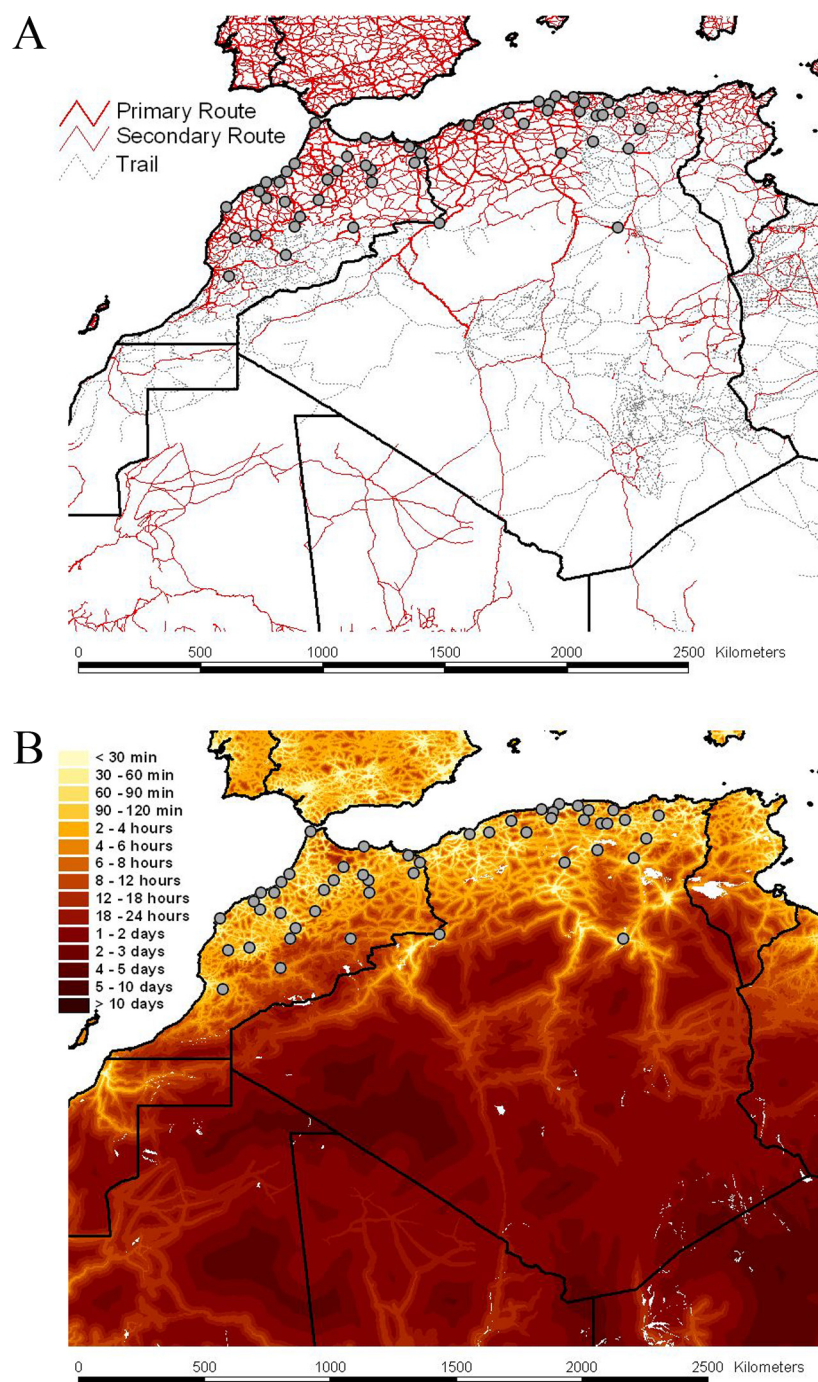 A
Primary Route
Secondary Route
Trail
0 500 1000 1500 2000 2500 Kilometers
B
< 30 min
30 - 60 min
60 - 90 min
90 - 120 min
2 - 4 hours
4 - 6 hours
6 - 8 hours
8 - 12 hours
12 - 18 hours
18 - 24 hours
1 - 2 days
2 - 3 days
4 - 5 days
5 - 10 days
> 10 days
0 500 1000 1500 2000 2500 Kilometers